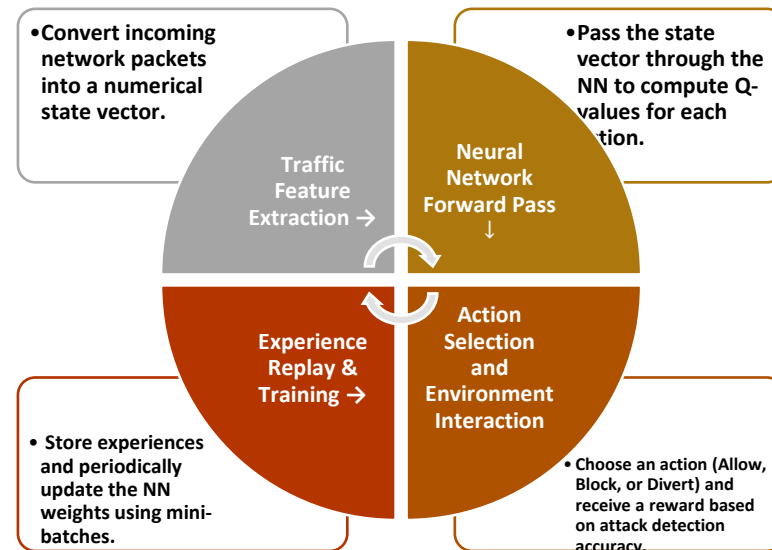 •Convert incoming
network packets
into a numerical
state vector.
•Pass the state
vector through the
NN to compute Q-
values for each
ction.
Traffic
Feature
Extraction →
Neural
Network
Forward Pass
↓
Experience
Replay &
Training →
Action
Selection
and
Environment
Interaction
• Store experiences
and periodically
update the NN
weights using mini-
batches.
• Choose an action (Allow,
Block, or Divert) and
receive a reward based
on attack detection
accuracy.